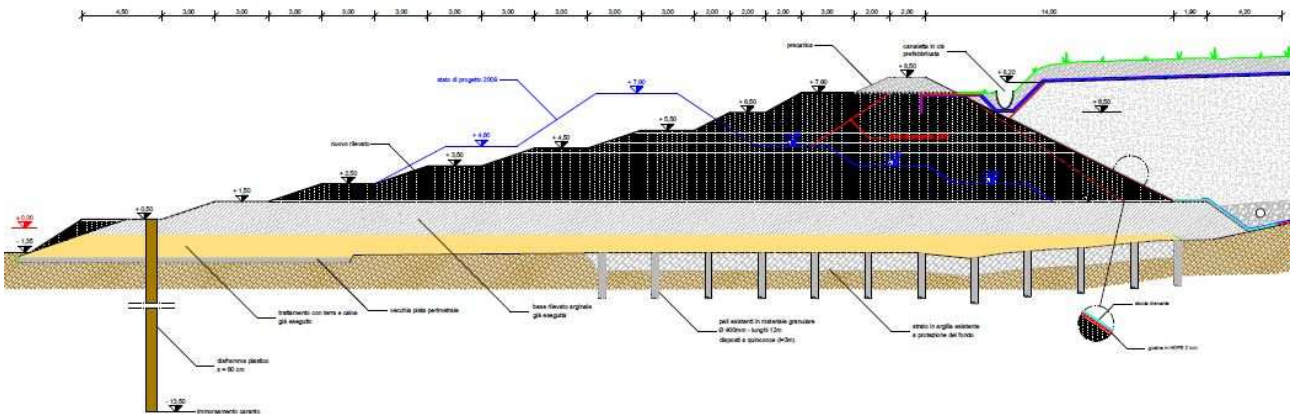 4,50 3,00 3,00 3,00 3,00 3,00 3,00 3,00 3,00 3,00 3,00 2,00 2,00 2,00 3,00 2,00 2,00 14,00 1,90 4,20
precarica
canaletta in cls
prefabbricata
+ 8,50
+ 8,20
stato di progetto 2009
+ 7,60
+ 7,60
+ 6,50
+ 8,50
+ 5,50
+ 4,60
+ 4,50
nuovo rilevato
+ 3,50
+ 2,50
+ 1,50
+ 0,50
+ 0,00
- 1,35
trattamento con terra e calce
già eseguito
vecchia pista perimetrale
base rilevato arginale
già eseguita
pali esistenti in materiale granulare
Ø 400mm - lunghi 12m
disposti a quinconce (i=3m)
strato in argilla esistente
a protezione del fondo
diaframma plastico
s = 60 cm
- 13,50
immorsamento garantito